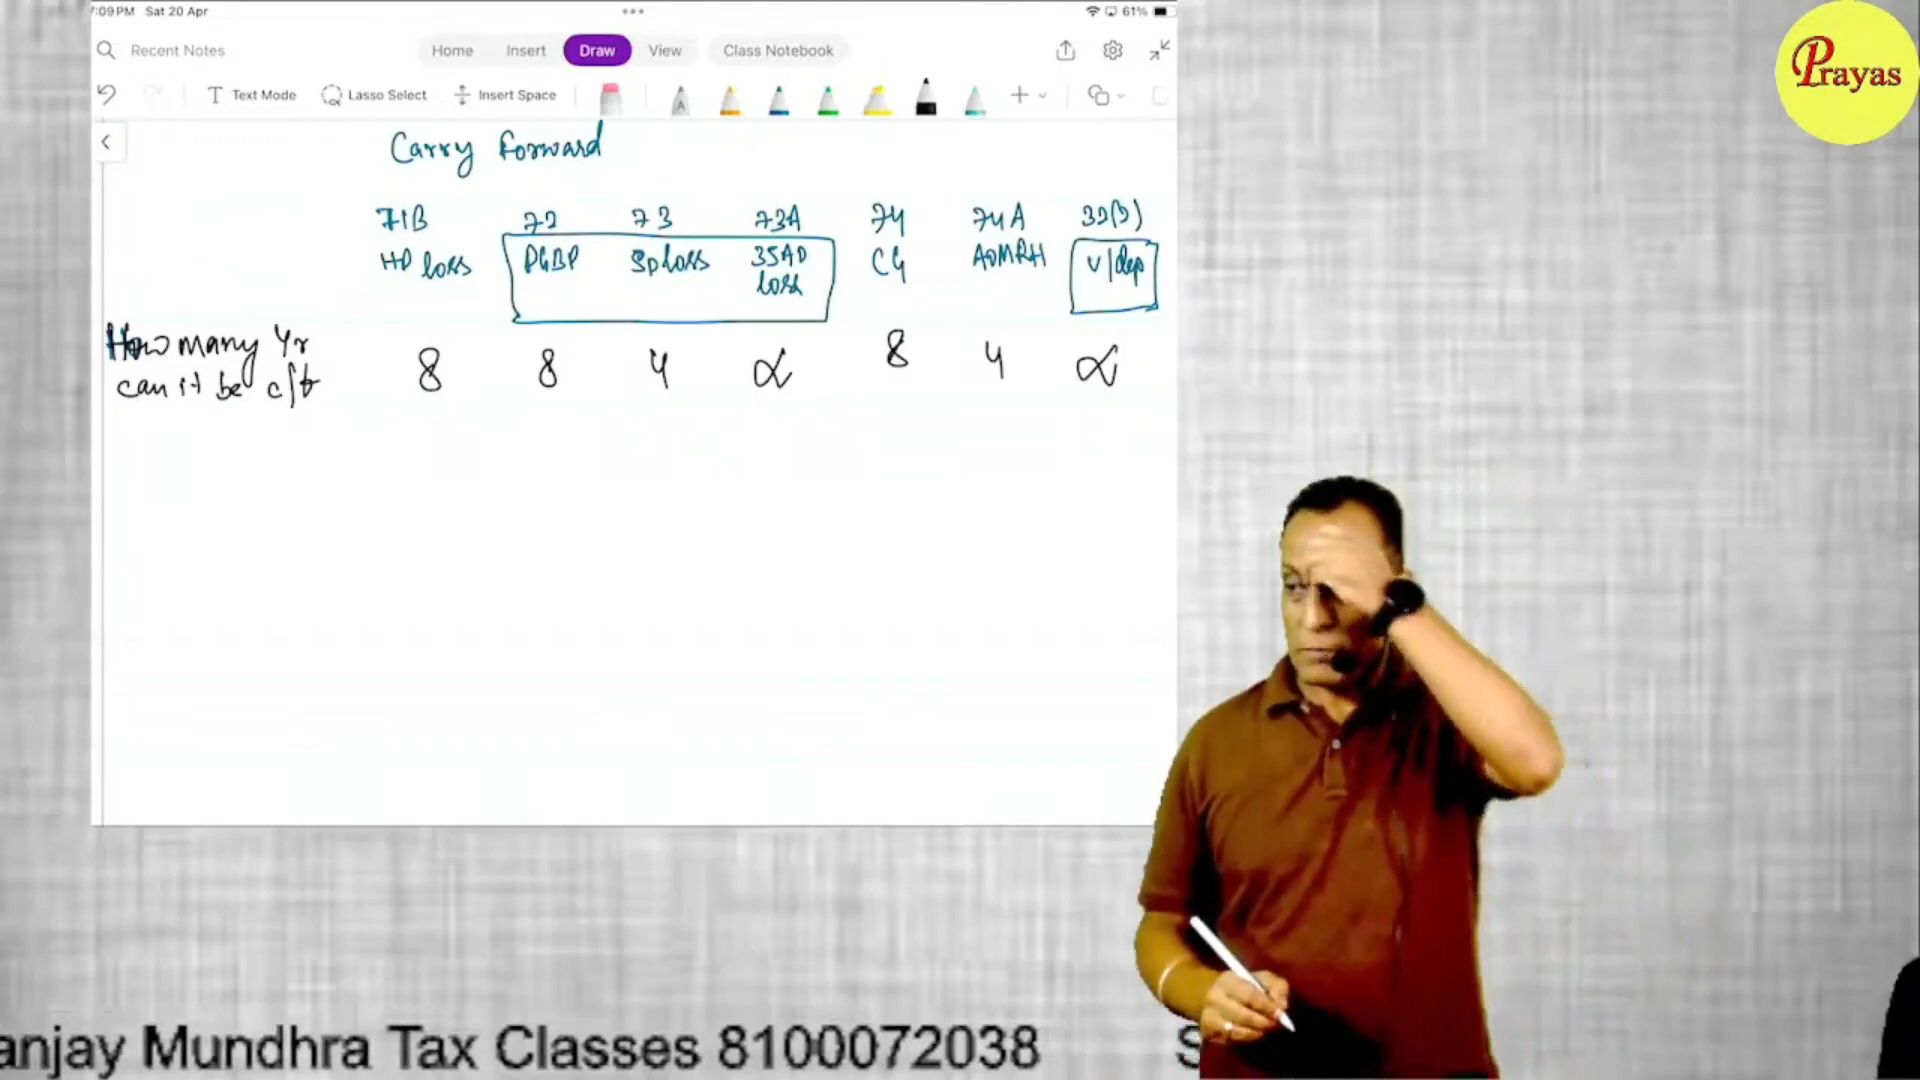 7:09 PM Sat 20 Apr
61%
Recent Notes
Home Insert Draw View Class Notebook
Text Mode Lasso Select Insert Space
Prayas
Carry Forward
71B 72 73 73A 74 74A 32(2)
HP loss PGBP Sp loss 35AD loss CG AOMRH U/dep
How many Yr
can it be c/f
8 8 4 ∝ 8 4 ∝
anjay Mundhra Tax Classes 8100072038 S